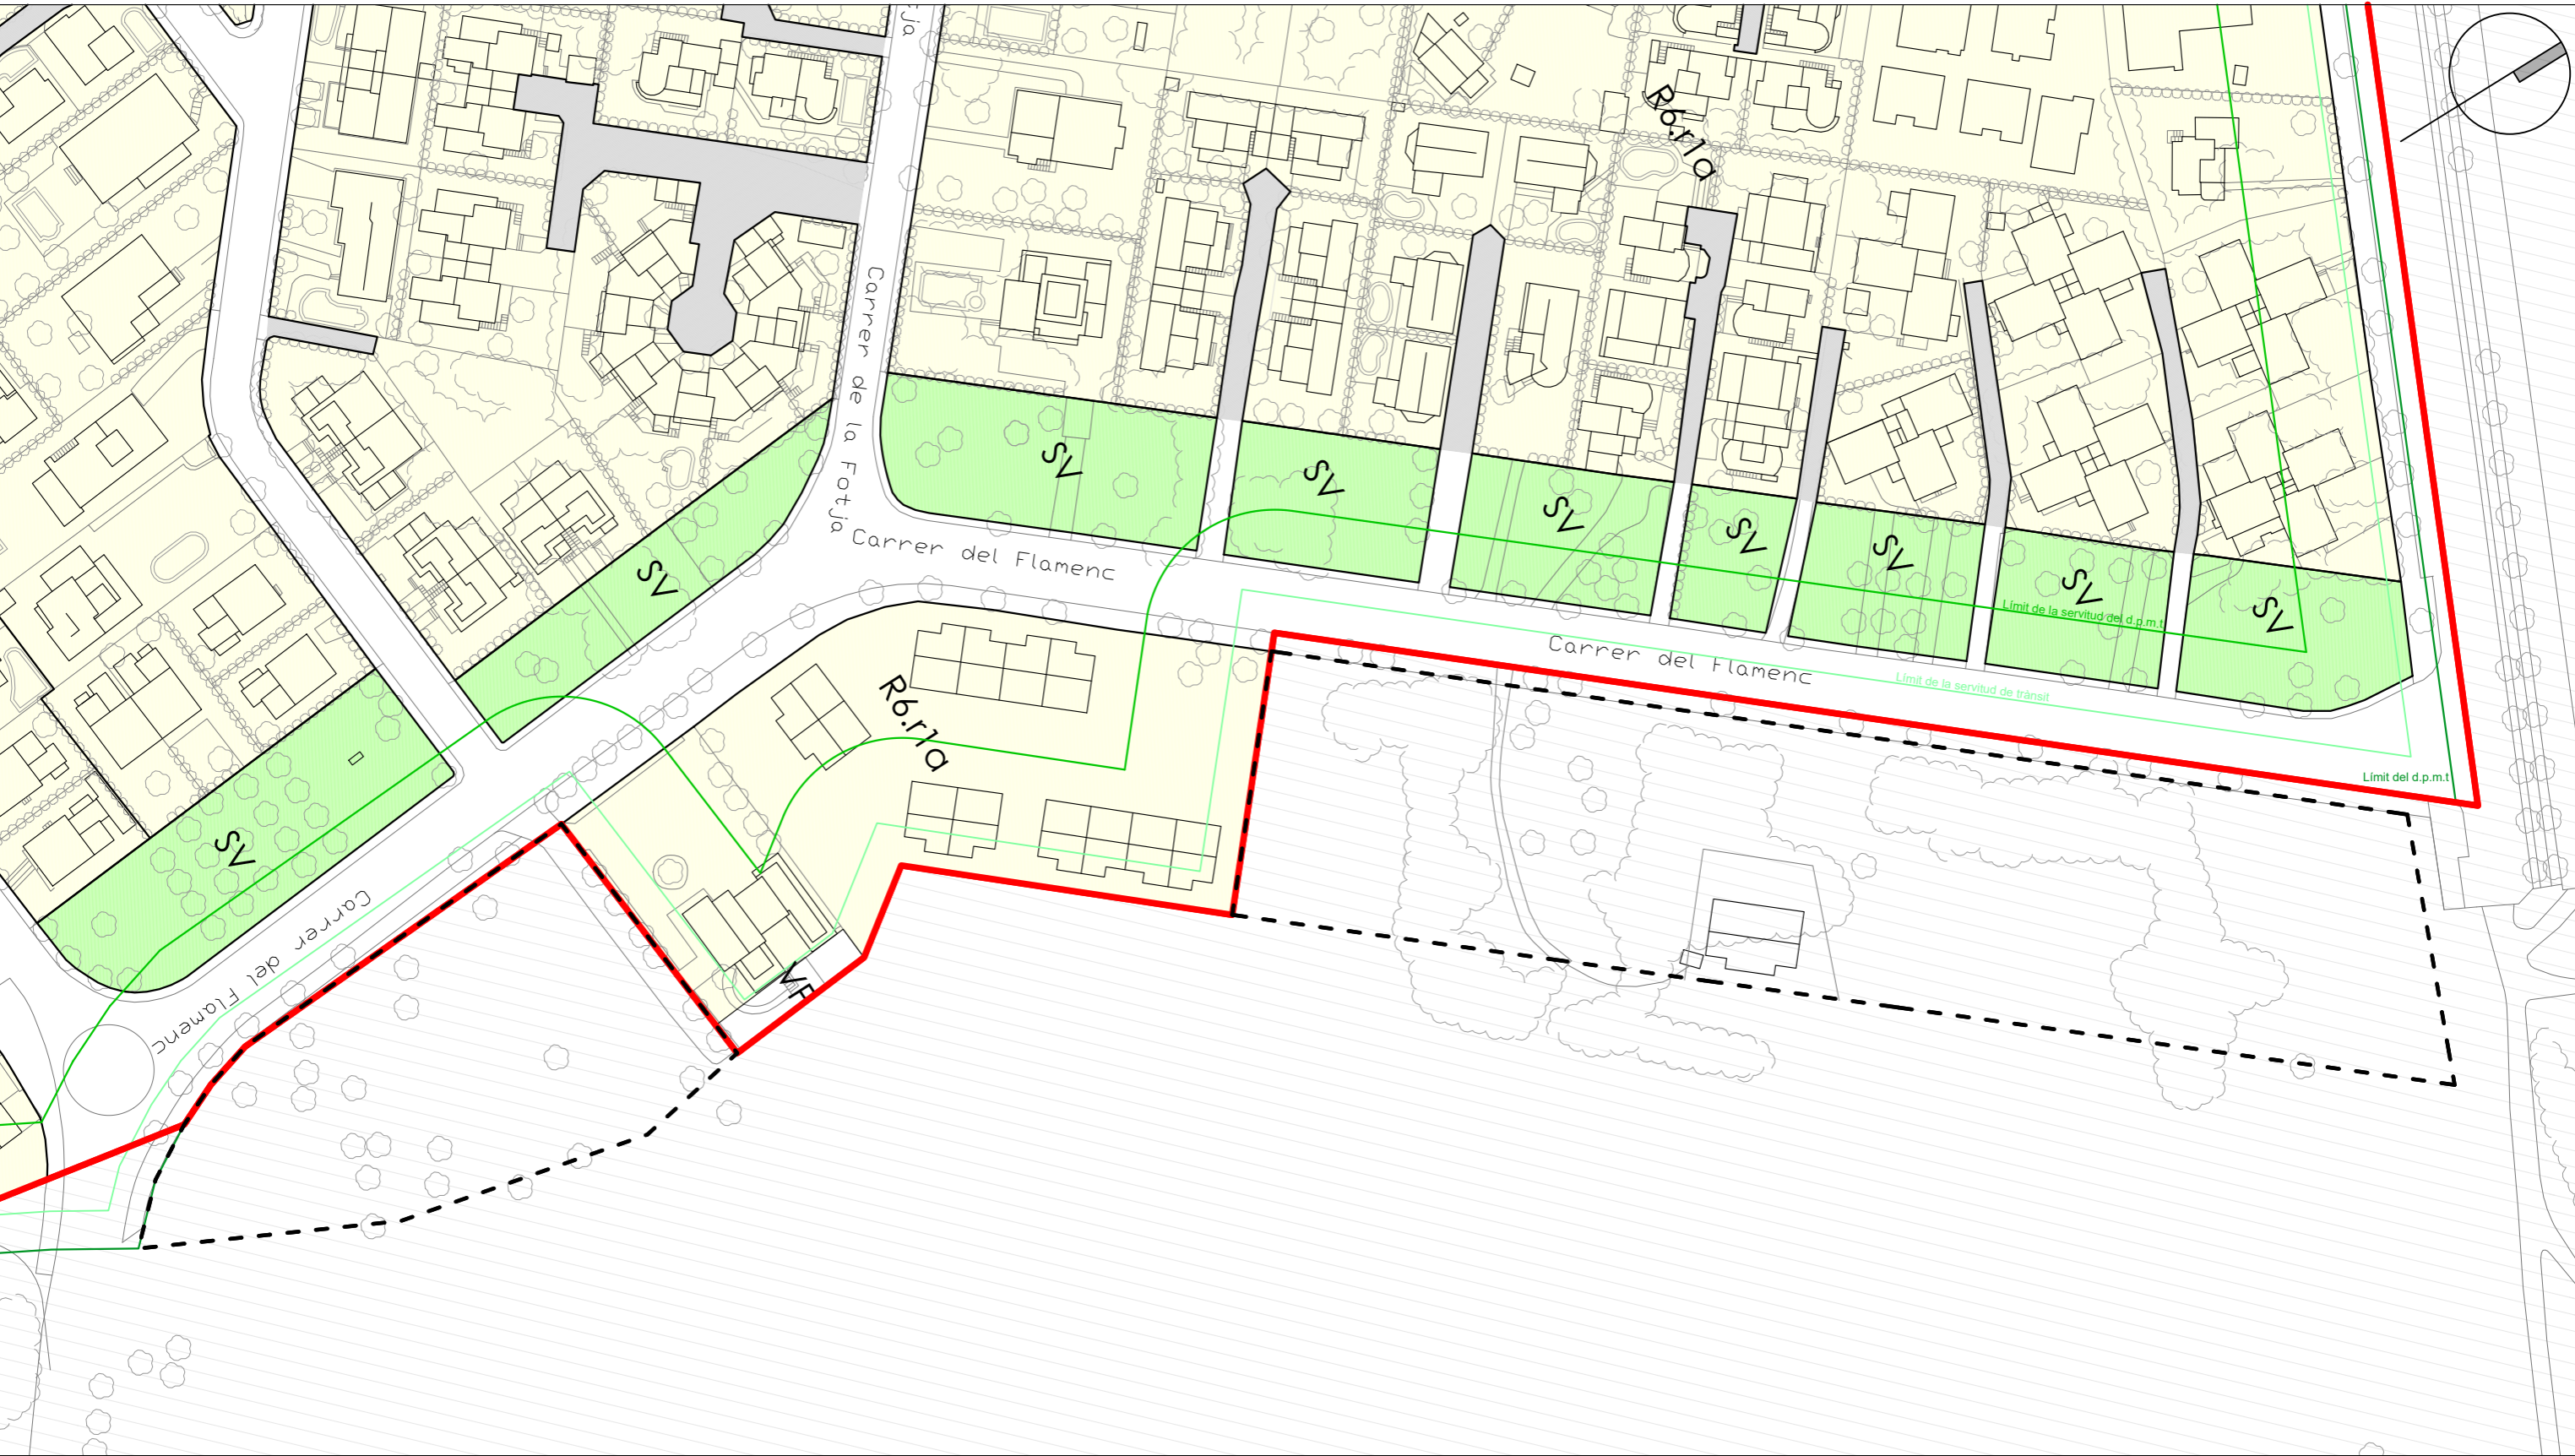 tja
R6.r1a
Carrer de la Fotja
SV
SV
SV
SV
SV
SV
SV
SV
SV
Carrer del Flamenc
Límit de la servitud del d.p.m.t
Carrer del Flamenc
Límit de la servitud de trànsit
R6.r1a
Límit del d.p.m.t
Carrer del Flamenc
VF